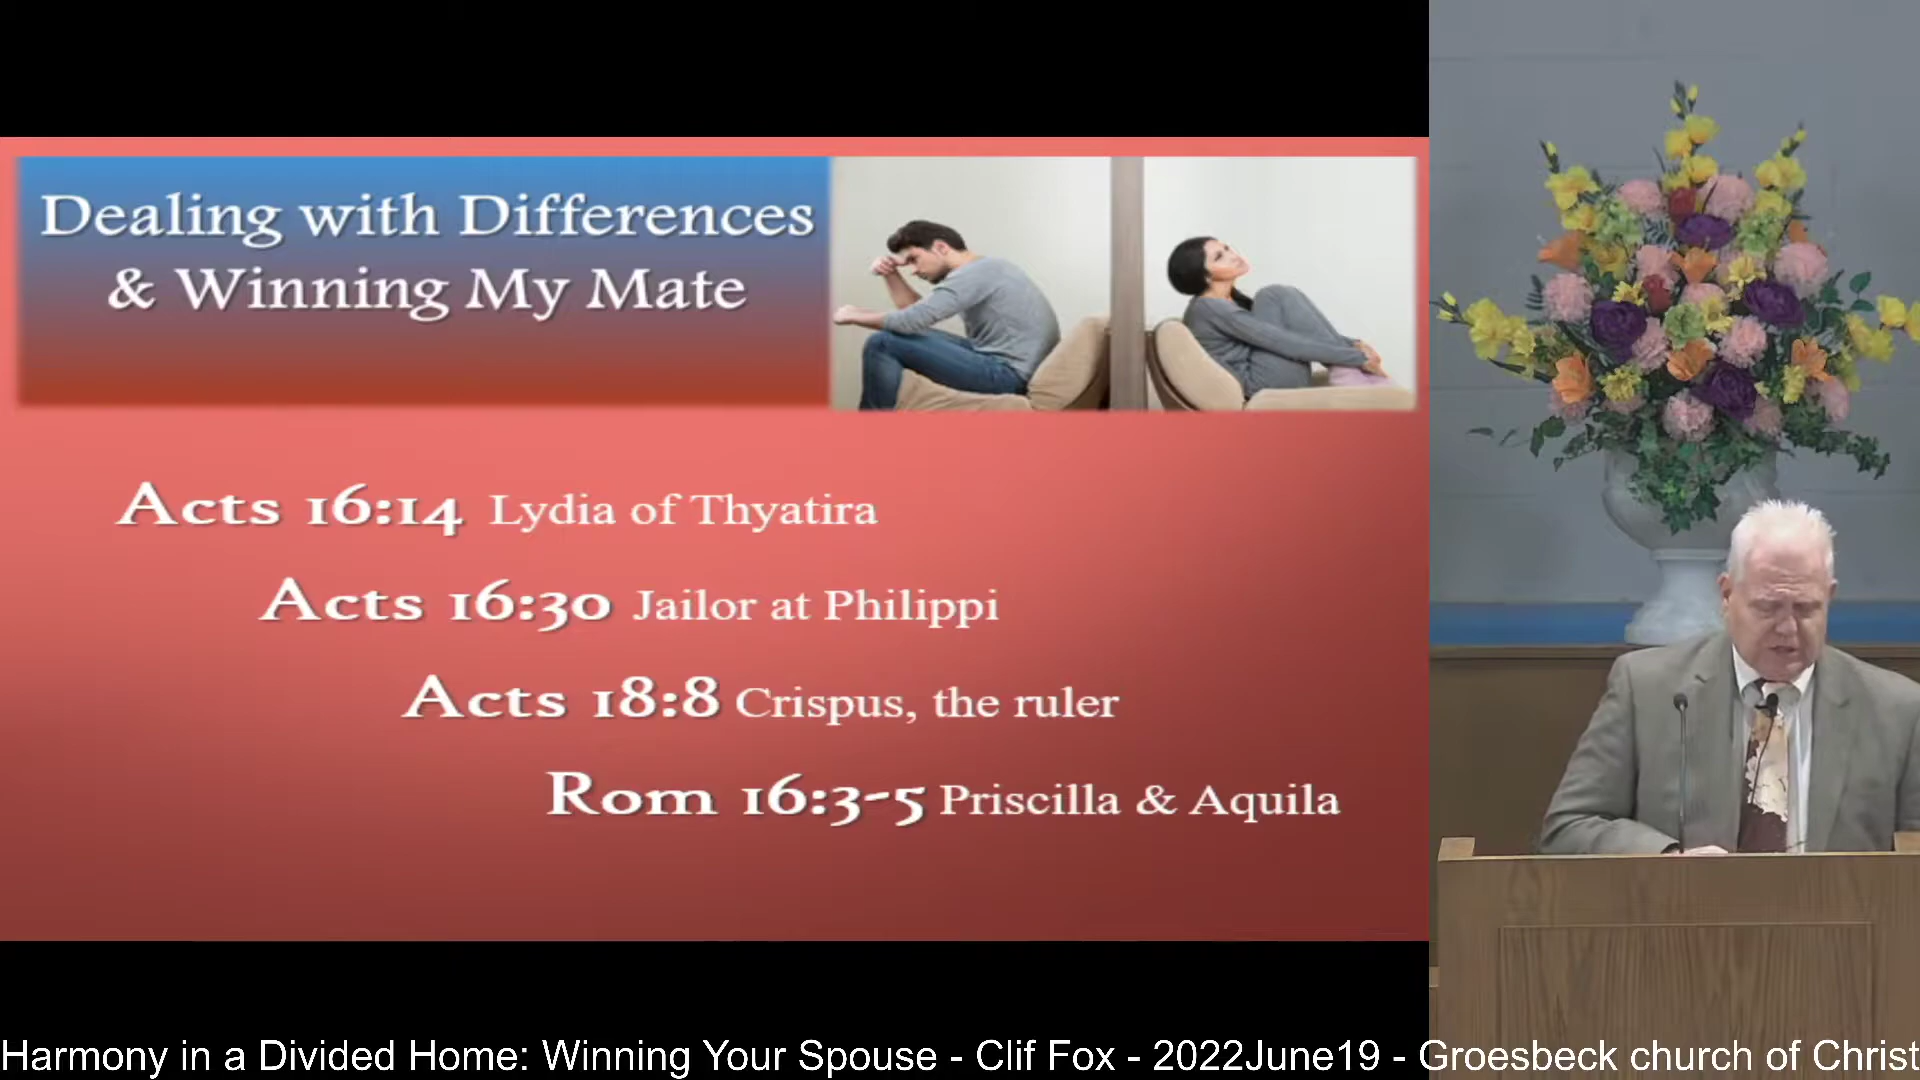 Dealing with Differences
& Winning My Mate
Acts 16:14 Lydia of Thyatira
Acts 16:30 Jailor at Philippi
Acts 18:8 Crispus, the ruler
Rom 16:3-5 Priscilla & Aquila
Harmony in a Divided Home: Winning Your Spouse - Clif Fox - 2022June19 - Groesbeck church of Christ